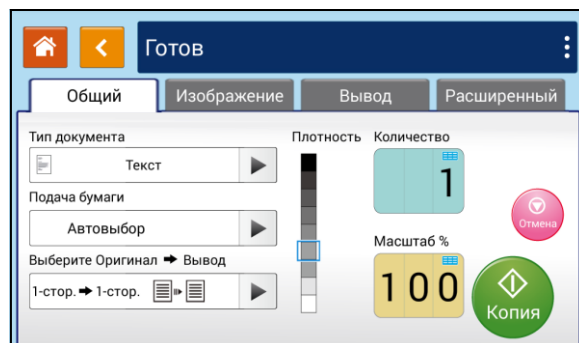 Готов
Общий Изображение Вывод Расширенный
Тип документа
Текст
Подача бумаги
Автовыбор
Выберите Оригинал ➔ Вывод
1-стор. ➔ 1-стор.
Плотность
Количество
1
Масштаб %
100
Отмена
Копия